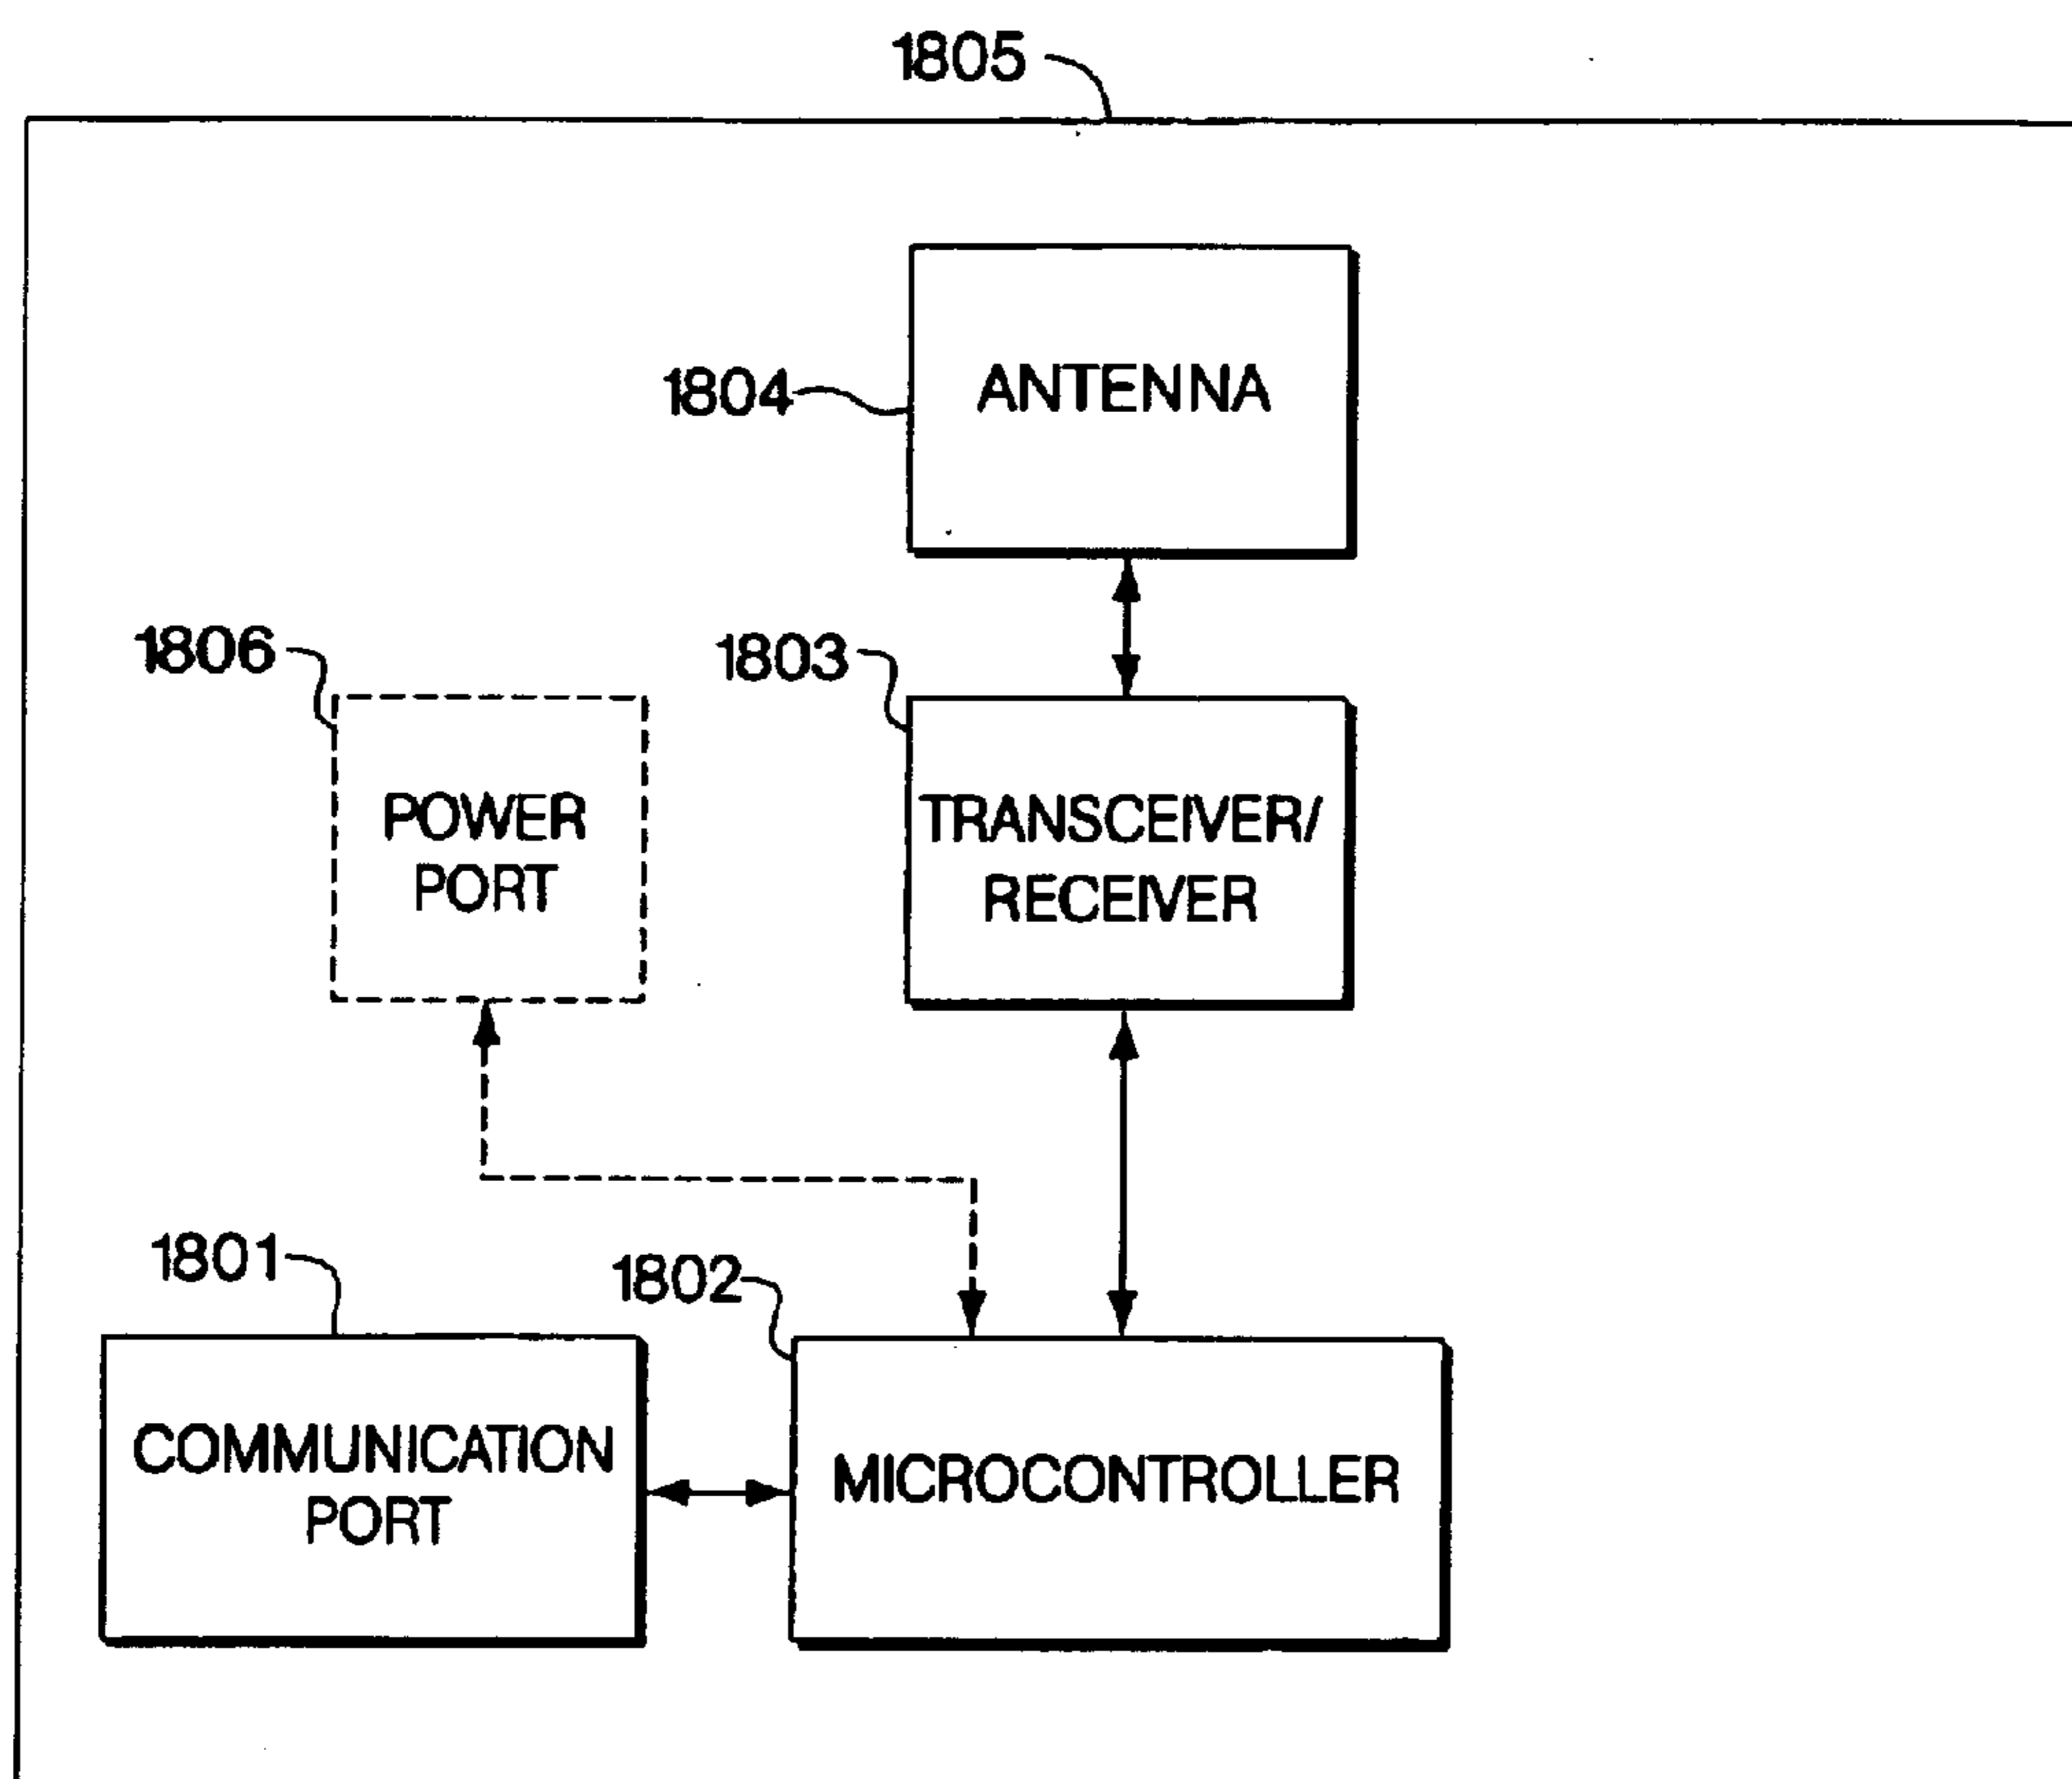 1805
1804
ANTENNA
1806
1803
POWER
PORT
TRANSCEIVER/
RECEIVER
1801
1802
COMMUNICATION
PORT
MICROCONTROLLER